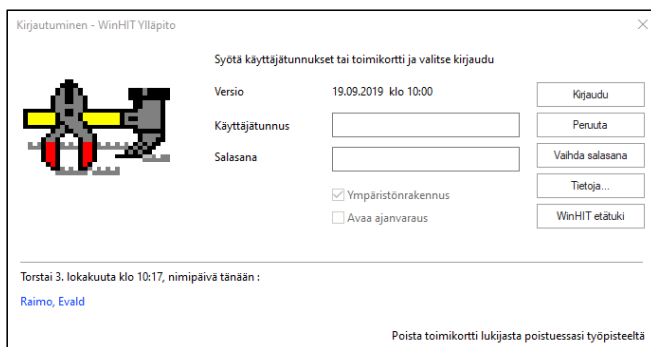 Kirjautuminen - WinHIT Ylläpito
Syötä käyttäjätunnukset tai toimikortti ja valitse kirjaudu
Versio 19.09.2019 klo 10:00 Kirjaudu
Käyttäjätunnus Peruuta
Salasana Vaihda salasana
Ympäristönrakennus Tietoja...
Avaa ajanvaraus WinHIT etätuki
Torstai 3. lokakuuta klo 10:17, nimipäivä tänään :
Raimo, Evald
Poista toimikortti lukijasta poistuessasi työpisteeltä